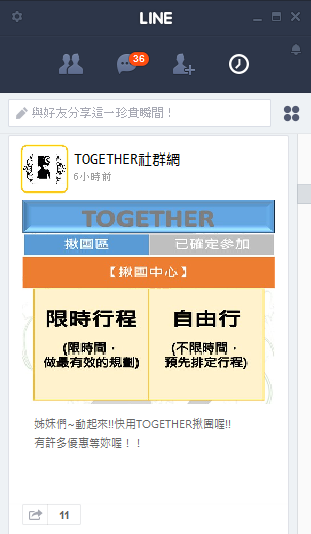 LINE
36
與好友分享這一珍貴瞬間！
TOGETHER社群網
6小時前
TOGETHER
揪團區
已確定參加
【揪團中心】
限時行程
(限時間，
做最有效的規劃)
自由行
(不限時間，
預先排定行程)
姊妹們~動起來!!快用TOGETHER揪團喔!!
有許多優惠等妳喔！！
11